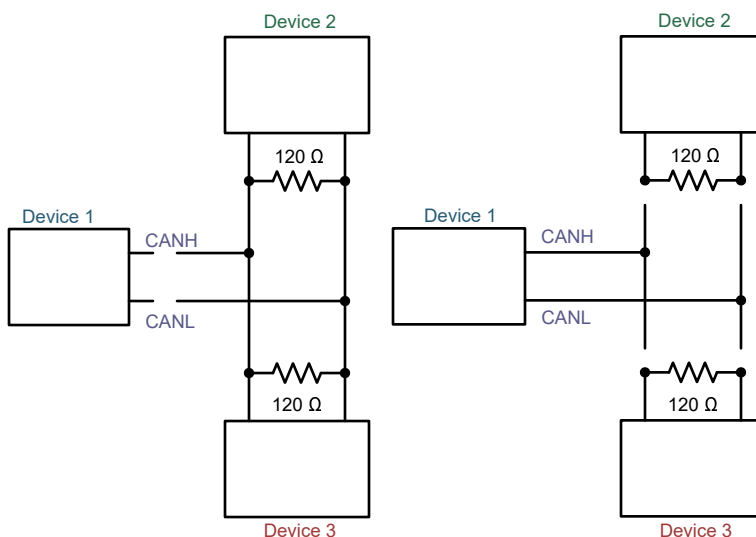 Device 2
120 Ω
Device 1
CANH
CANL
120 Ω
Device 3
Device 2
120 Ω
Device 1
CANH
CANL
120 Ω
Device 3